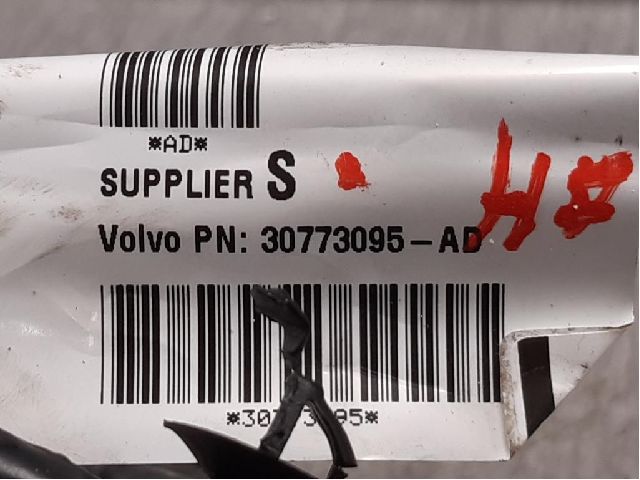 *AD*
SUPPLIER S
Volvo PN: 30773095-AD